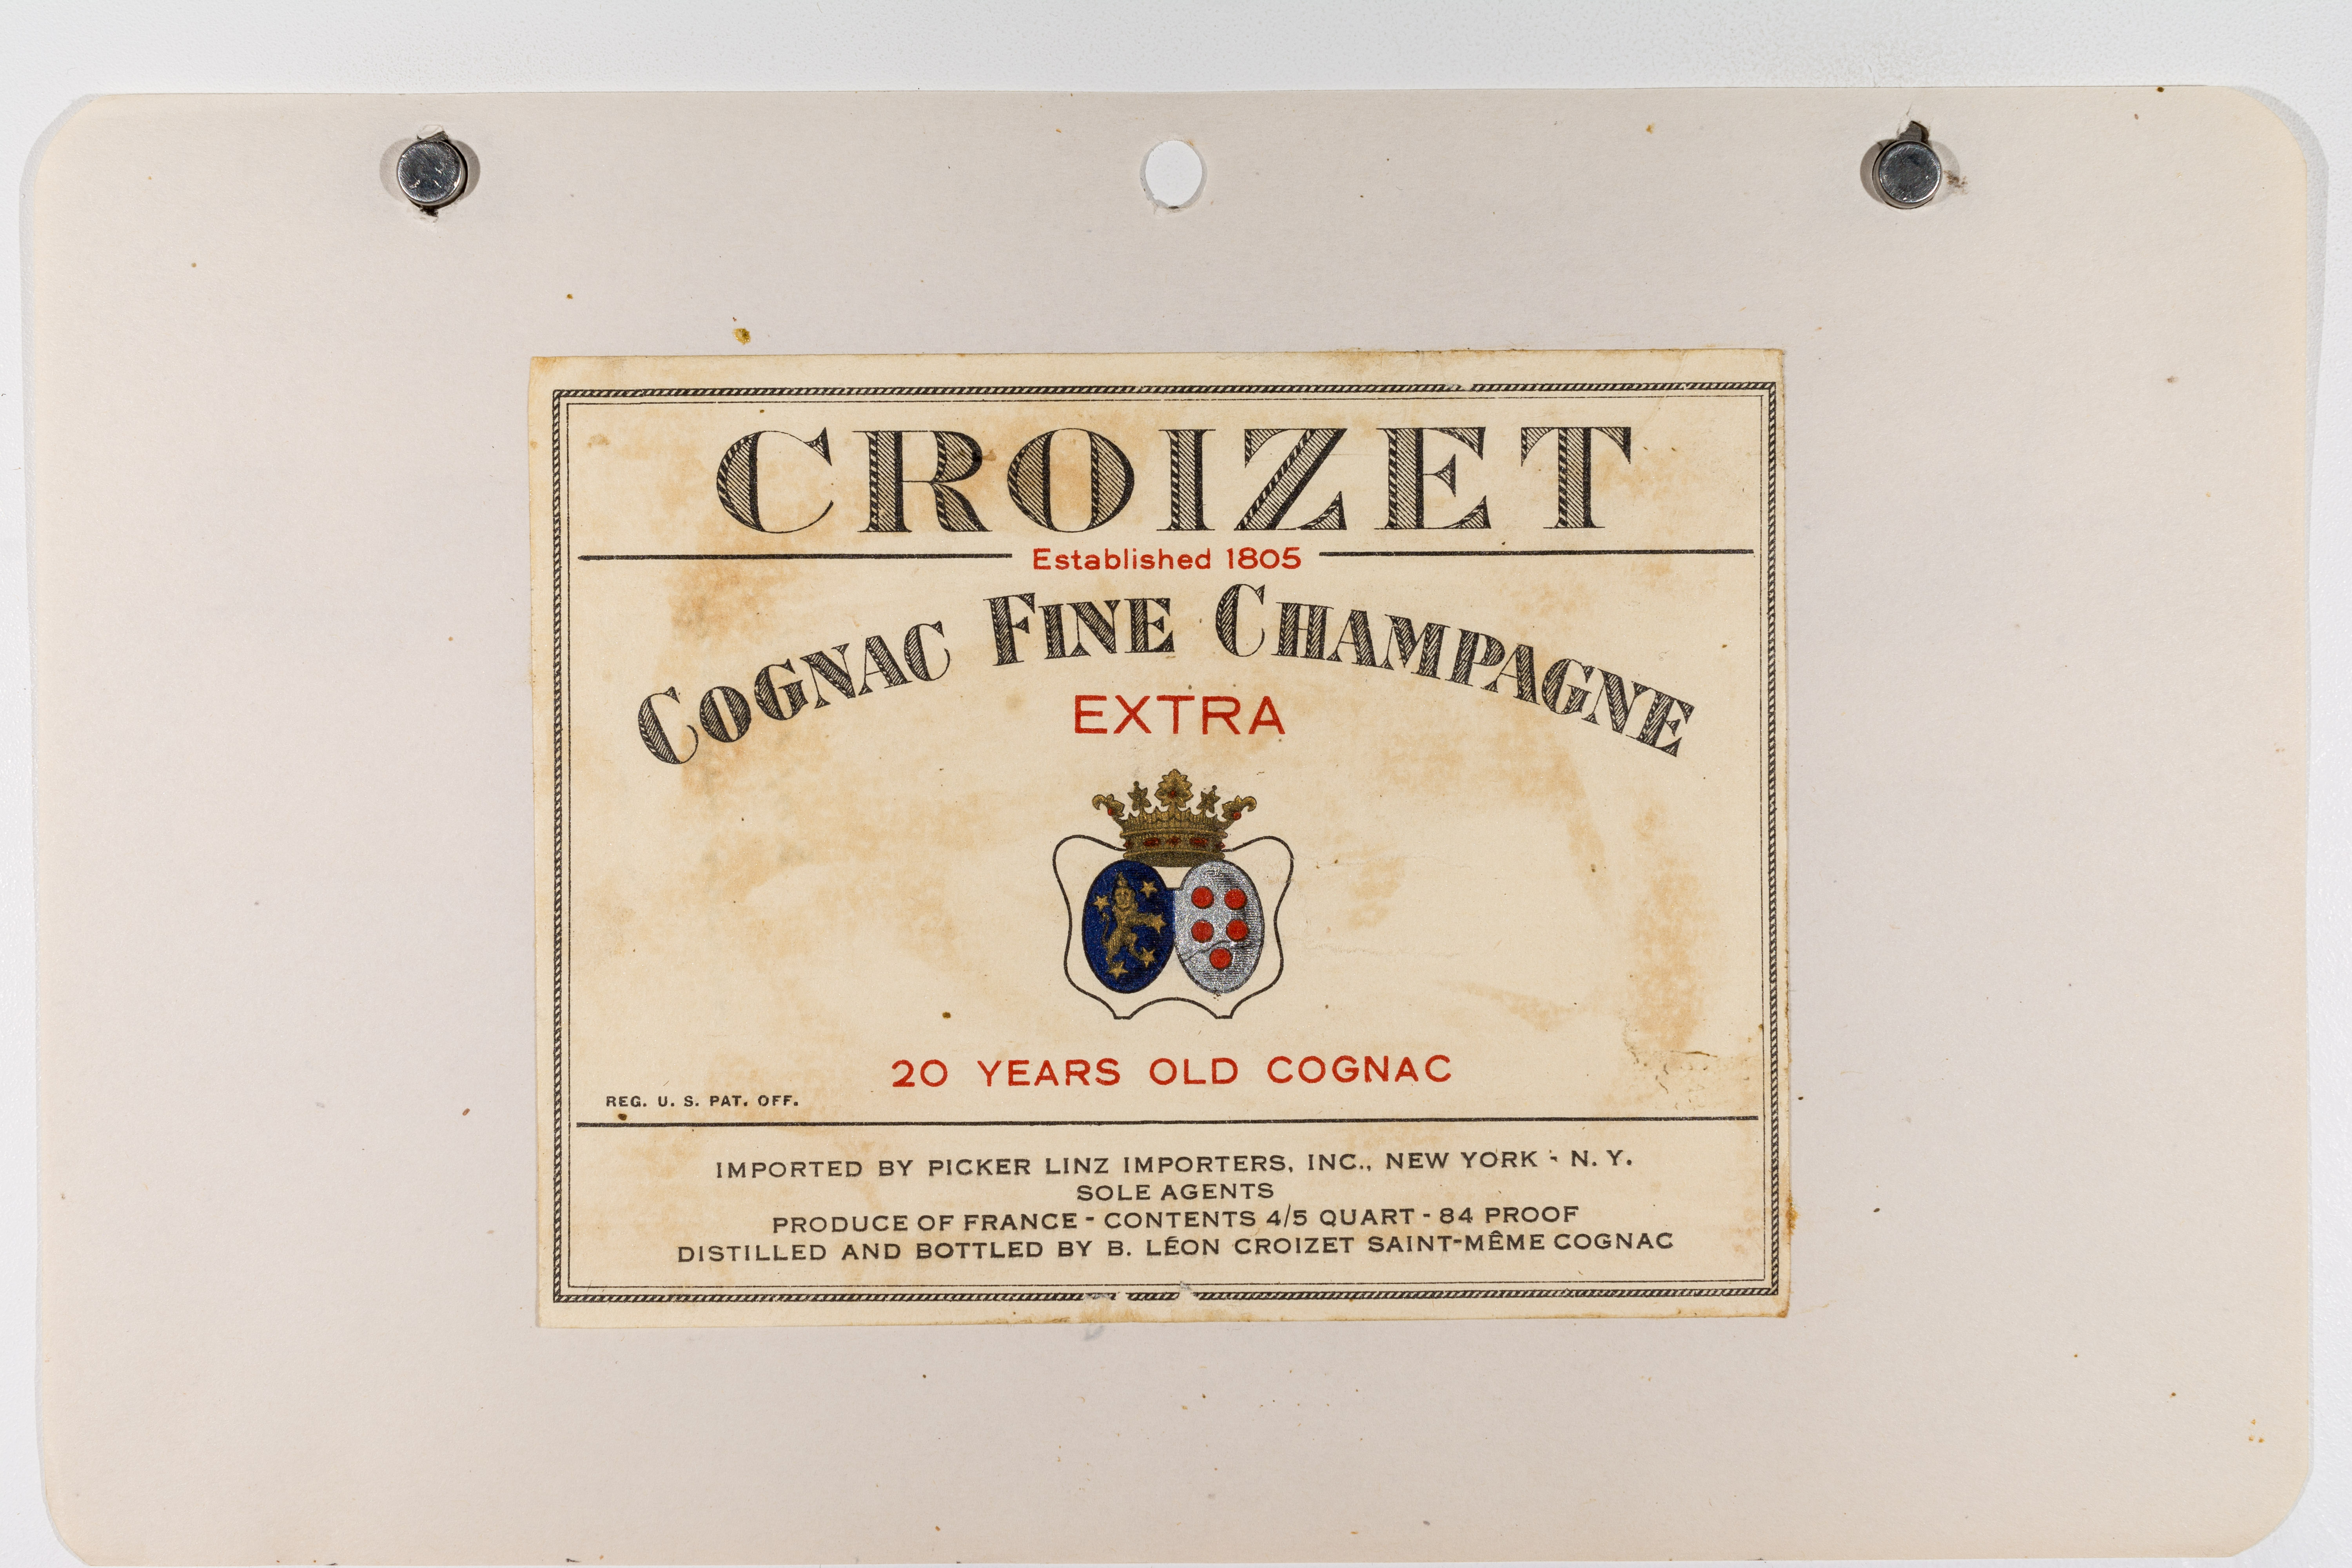 CROIZET
Established 1805
COGNAC FINE CHAMPAGNE
EXTRA
20 YEARS OLD COGNAC
REG. U. S. PAT. OFF.
IMPORTED BY PICKER LINZ IMPORTERS, INC., NEW YORK - N. Y.
SOLE AGENTS
PRODUCE OF FRANCE - CONTENTS 4/5 QUART - 84 PROOF
DISTILLED AND BOTTLED BY B. LÉON CROIZET SAINT-MÊME COGNAC